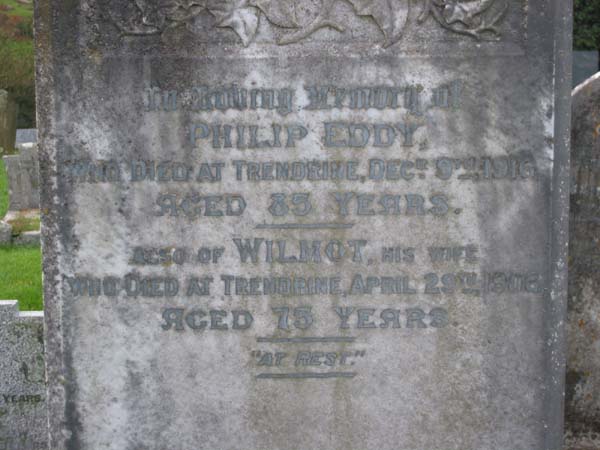 In Loving Memory of
PHILIP EDDY,
WHO DIED AT TRENDRINE, DECR. 9TH, 1916,
AGED 85 YEARS.
ALSO OF WILMOT, HIS WIFE
WHO DIED AT TRENDRINE, APRIL 29TH, 1906,
AGED 75 YEARS.
"AT REST."
YEARS.